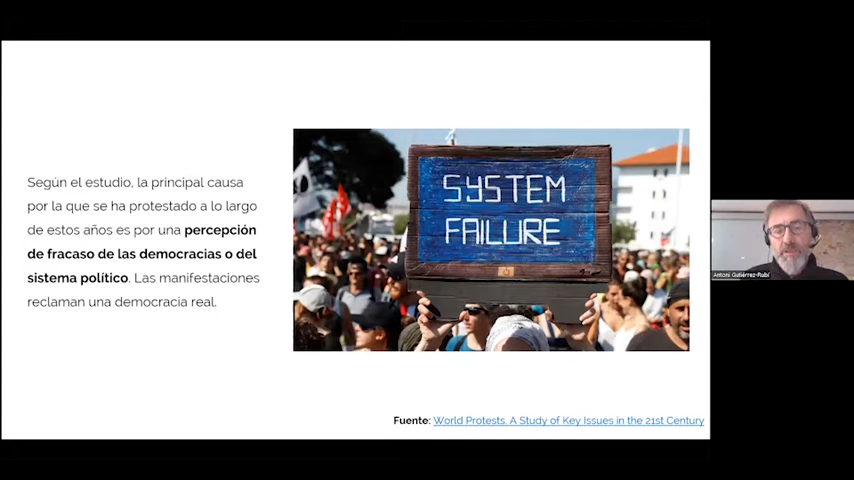 Según el estudio, la principal causa
por la que se ha protestado a lo largo
de estos años es por una percepción
de fracaso de las democracias o del
sistema político. Las manifestaciones
reclaman una democracia real.
SYSTEM
FAILURE
Antoni Gutiérrez-Rubí
Fuente: World Protests. A Study of Key Issues in the 21st Century